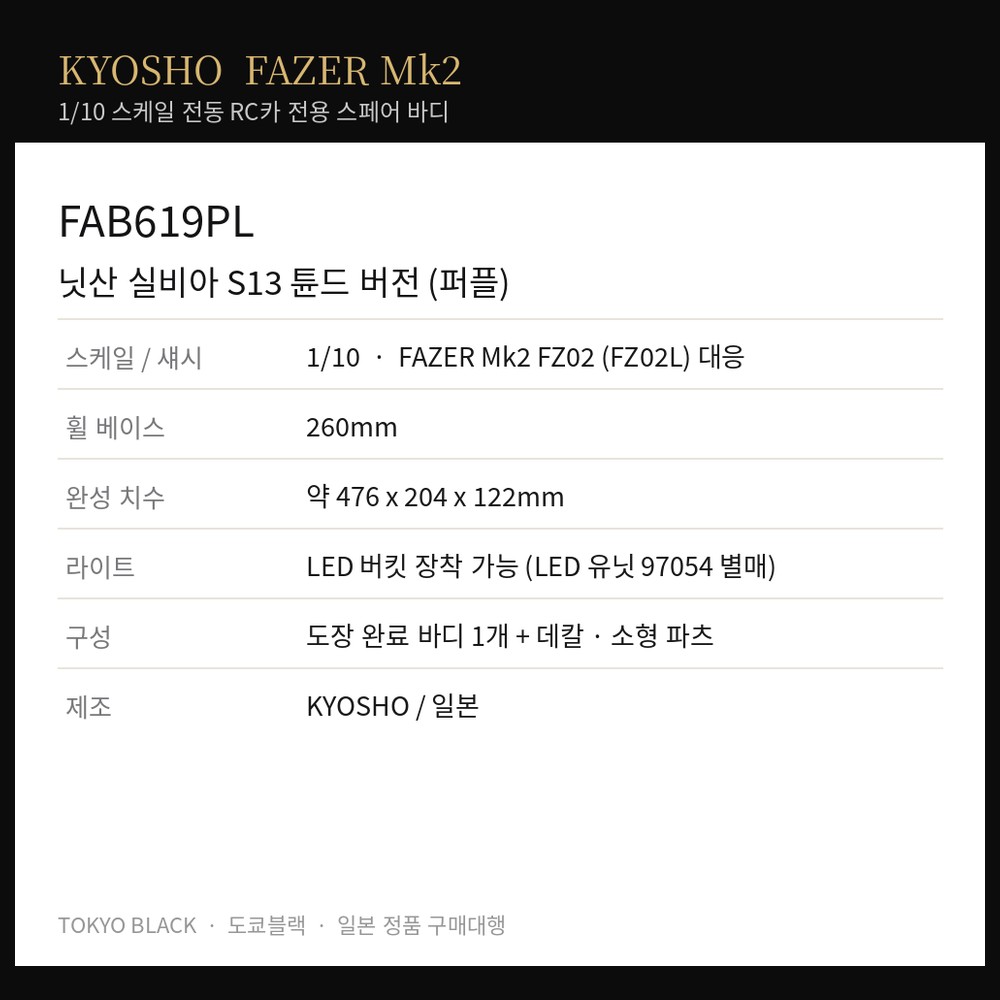 KYOSHO FAZER Mk2
1/10 스케일 전동 RC카 전용 스페어 바디
FAB619PL
닛산 실비아 S13 튠드 버전 (퍼플)
스케일 / 섀시 1/10 · FAZER Mk2 FZ02 (FZ02L) 대응
휠 베이스 260mm
완성 치수 약 476 x 204 x 122mm
라이트 LED 버킷 장착 가능 (LED 유닛 97054 별매)
구성 도장 완료 바디 1개 + 데칼 · 소형 파츠
제조 KYOSHO / 일본
TOKYO BLACK · 도쿄블랙 · 일본 정품 구매대행